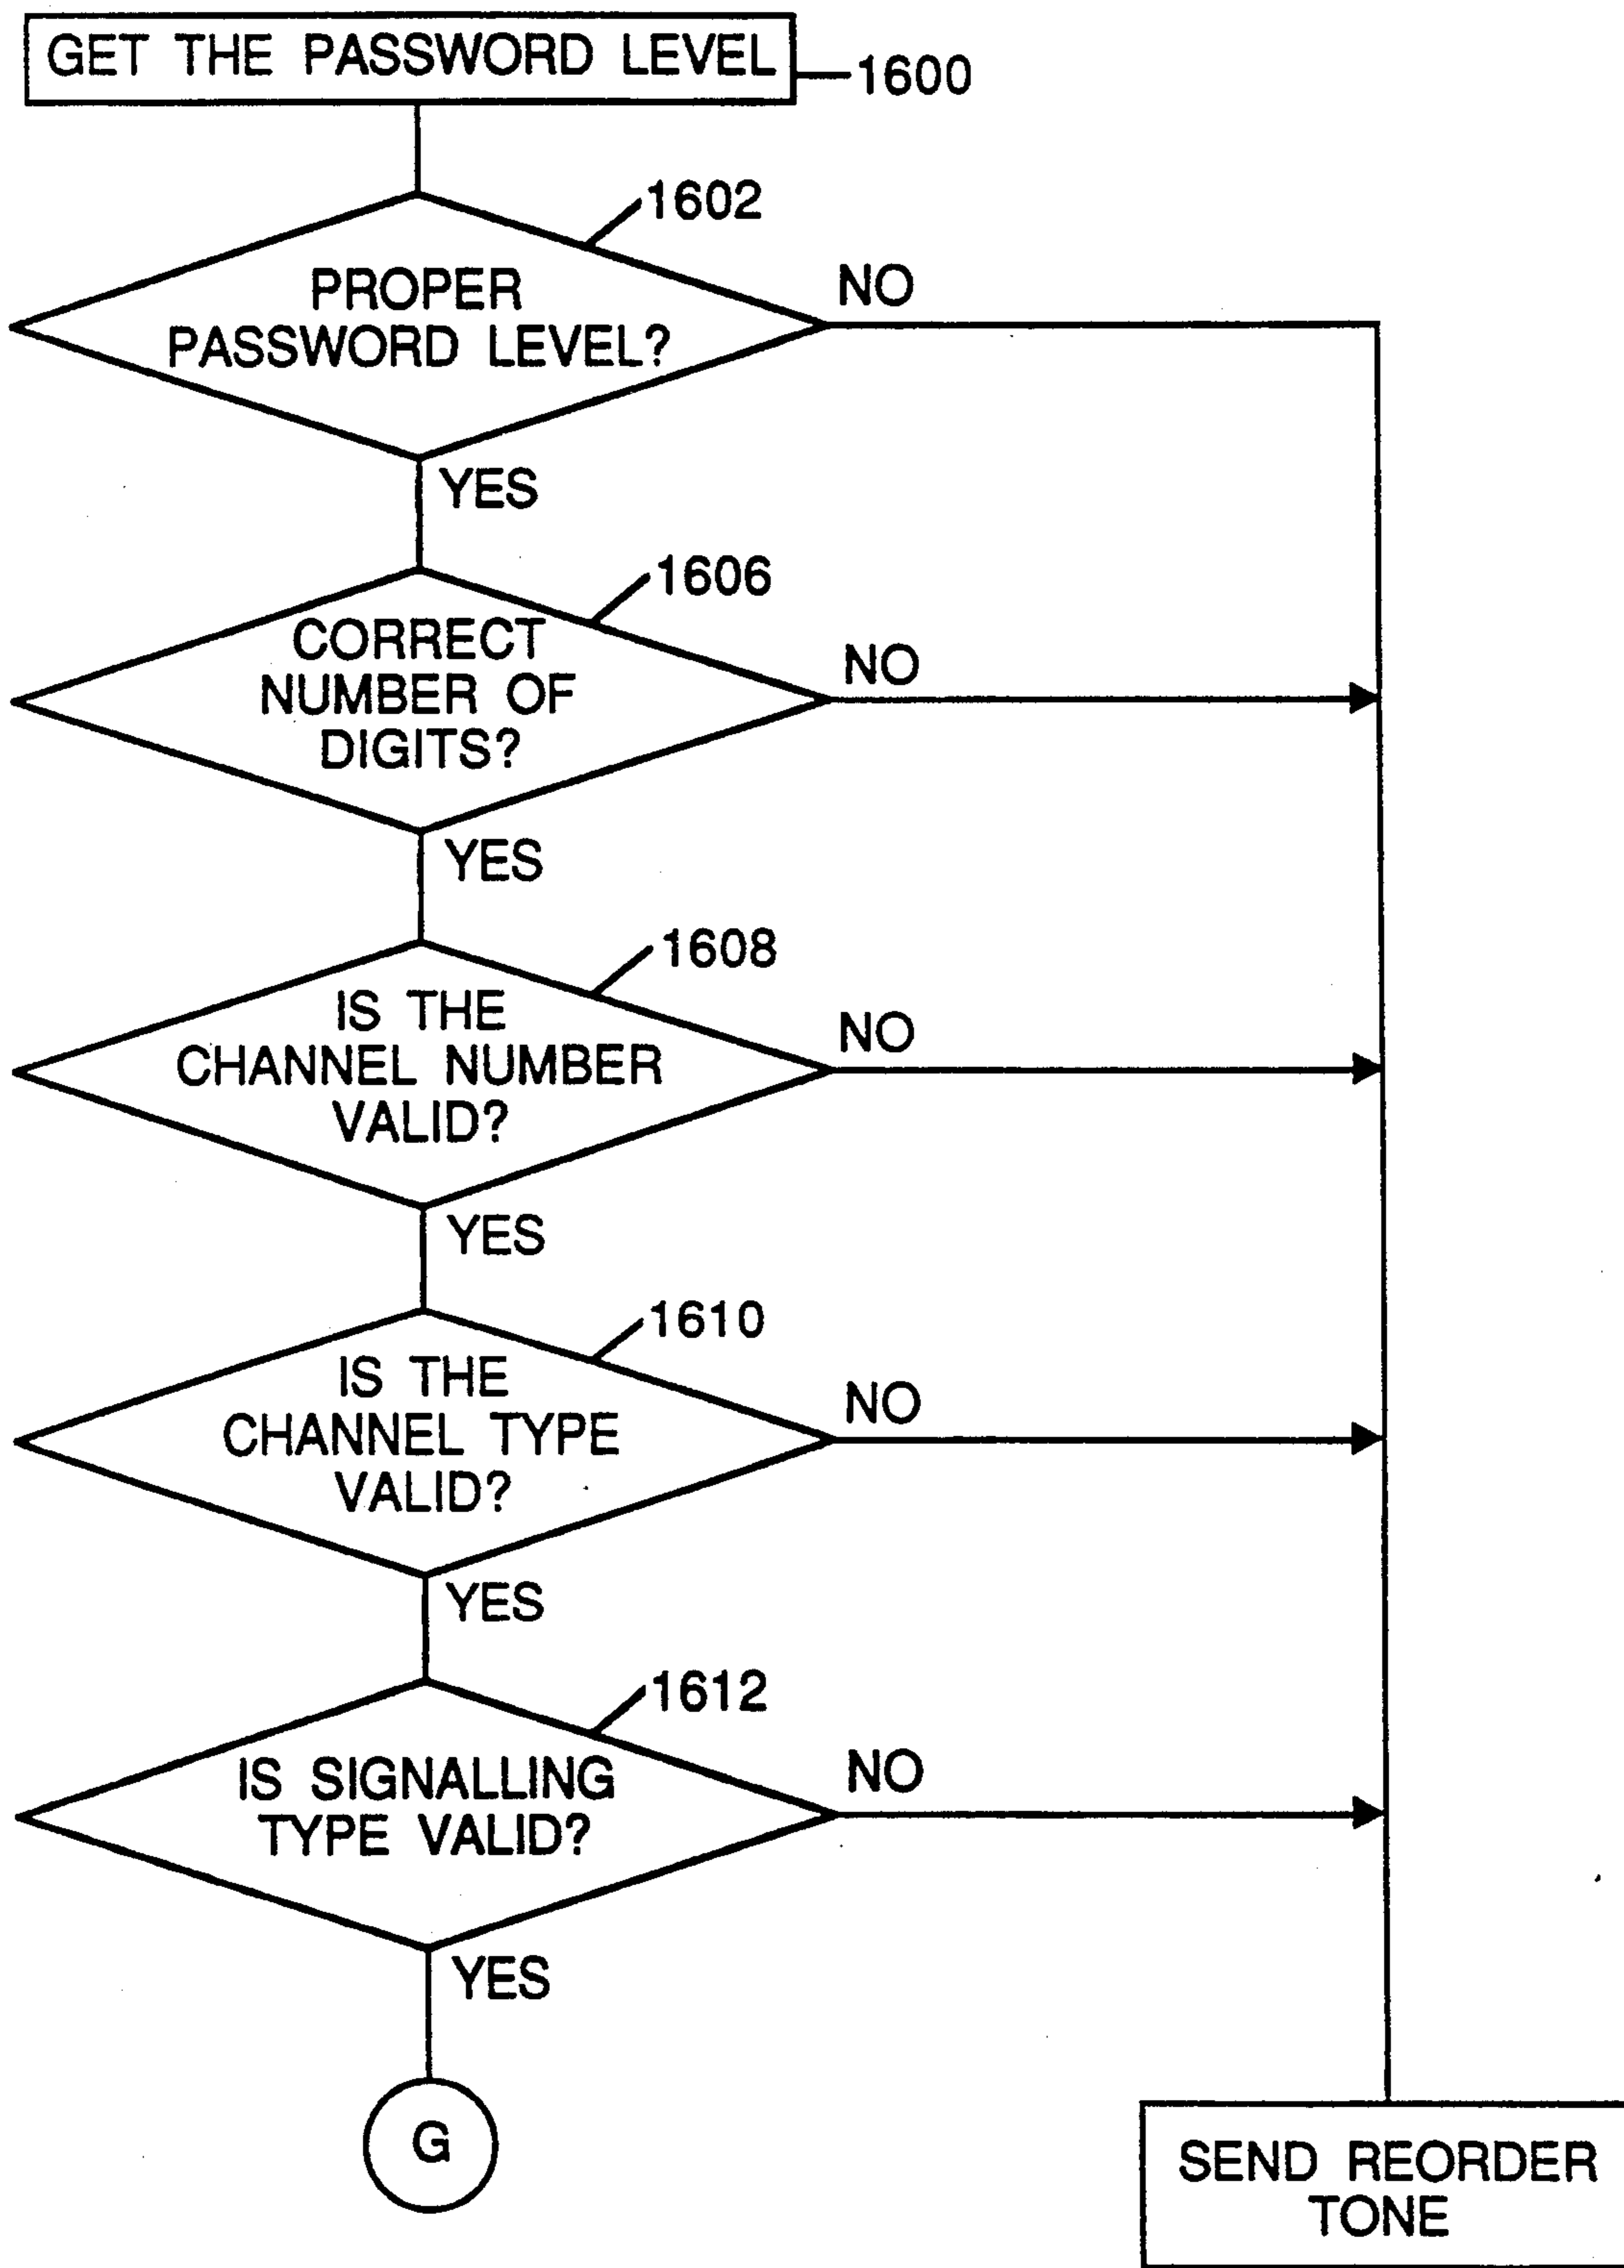 GET THE PASSWORD LEVEL
1600
1602
PROPER
PASSWORD LEVEL?
NO
YES
1606
CORRECT
NUMBER OF
DIGITS?
NO
YES
1608
IS THE
CHANNEL NUMBER
VALID?
NO
YES
1610
IS THE
CHANNEL TYPE
VALID?
NO
YES
1612
IS SIGNALLING
TYPE VALID?
NO
YES
G
SEND REORDER
TONE